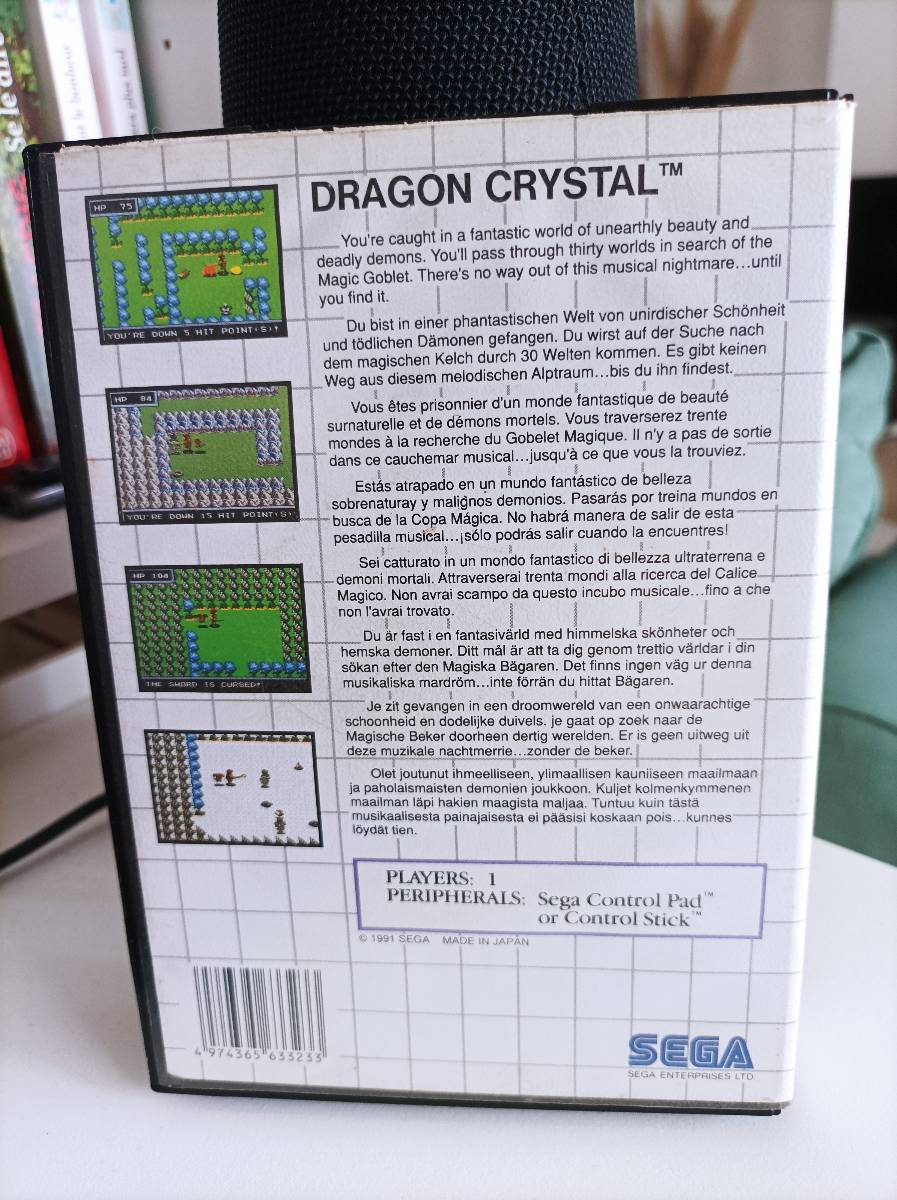 DRAGON CRYSTAL™
You're caught in a fantastic world of unearthly beauty and
deadly demons. You'll pass through thirty worlds in search of the
Magic Goblet. There's no way out of this musical nightmare...until
you find it.
Du bist in einer phantastischen Welt von unirdischer Schönheit
und tödlichen Dämonen gefangen. Du wirst auf der Suche nach
dem magischen Kelch durch 30 Welten kommen. Es gibt keinen
Weg aus diesem melodischen Alptraum...bis du ihn findest.
Vous êtes prisonnier d'un monde fantastique de beauté
surnaturelle et de démons mortels. Vous traverserez trente
mondes à la recherche du Gobelet Magique. Il n'y a pas de sortie
dans ce cauchemar musical...jusqu'à ce que vous la trouviez.
Estás atrapado en un mundo fantástico de belleza
sobrenaturay y malignos demonios. Pasarás por treina mundos en
busca de la Copa Mágica. No habrá manera de salir de esta
pesadilla musical...¡sólo podrás salir cuando la encuentres!
Sei catturato in un mondo fantastico di bellezza ultraterrena e
demoni mortali. Attraverserai trenta mondi alla ricerca del Calice
Magico. Non avrai scampo da questo incubo musicale...fino a che
non l'avrai trovato.
Du är fast i en fantasivärld med himmelska skönheter och
hemska demoner. Ditt mål är att ta dig genom trettio världar i din
sökan efter den Magiska Bägaren. Det finns ingen väg ur denna
musikaliska mardröm...inte förrän du hittat Bägaren.
Je zit gevangen in een droomwereld van een onwaarachtige
schoonheid en dodelijke duivels. je gaat op zoek naar de
Magische Beker doorheen dertig werelden. Er is geen uitweg uit
deze muzikale nachtmerrie...zonder de beker.
Olet joutunut ihmeelliseen, ylimaallisen kauniiseen maailmaan
ja paholaismaisten demonien joukkoon. Kuljet kolmenkymmenen
maailman läpi hakien maagista maljaa. Tuntuu kuin tästä
musikaalisesta painajaisesta ei pääsisi koskaan pois...kunnes
löydät tien.
HP 75
YOU'RE DOWN 5 HIT POINT(S)!
HP 84
YOU'RE DOWN 15 HIT POINT(S)
HP 104
THE SWORD IS CURSED!
PLAYERS: 1
PERIPHERALS: Sega Control Pad™
or Control Stick™
© 1991 SEGA MADE IN JAPAN
4 974365 633233
SEGA
SEGA ENTERPRISES LTD.